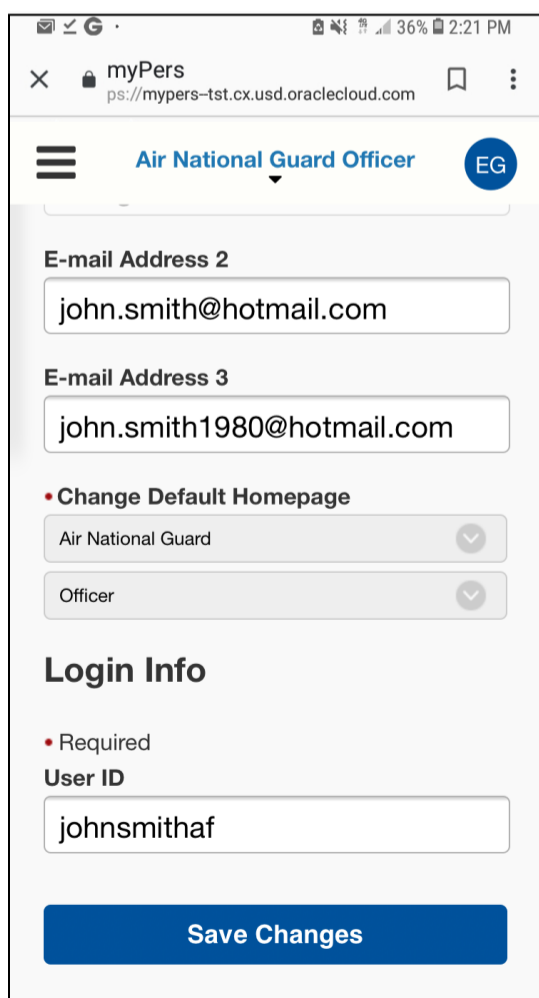 36% 2:21 PM
myPers
ps://mypers–tst.cx.usd.oraclecloud.com
Air National Guard Officer
EG
E-mail Address 2
john.smith@hotmail.com
E-mail Address 3
john.smith1980@hotmail.com
• Change Default Homepage
Air National Guard
Officer
Login Info
• Required
User ID
johnsmithaf
Save Changes